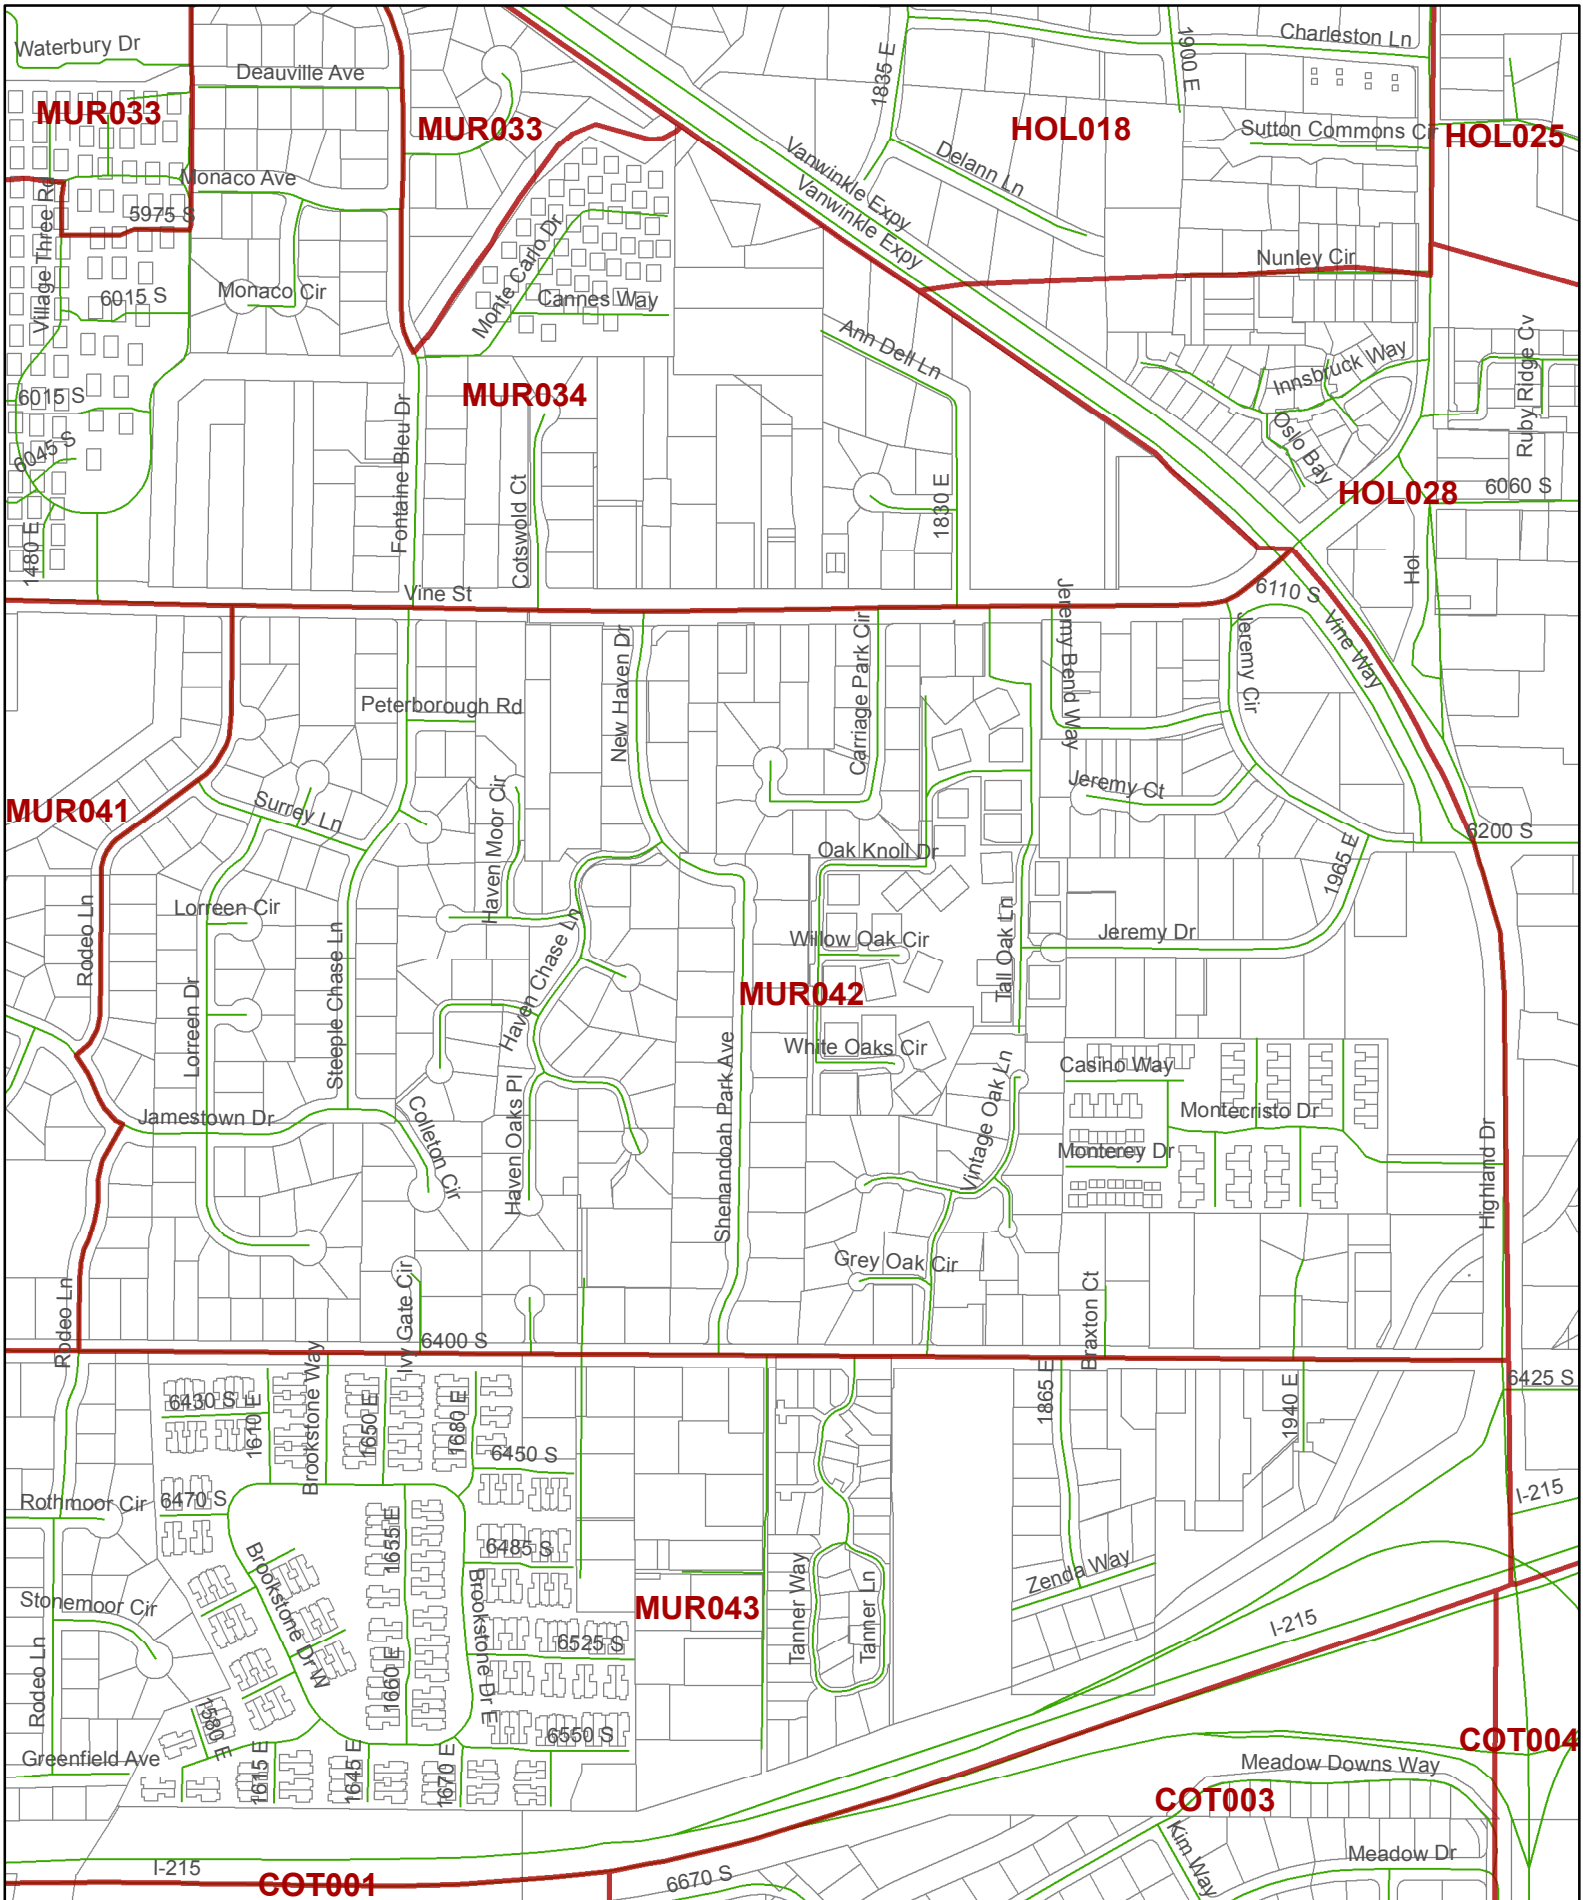 Waterbury Dr
Charleston Ln
1835 E
1900 E
Deauville Ave
MUR033
MUR033
HOL018
Sutton Commons Cir
HOL025
Delann Ln
Vanwinkle Expy
Vanwinkle Expy
Monaco Ave
Village Three Rd
5975 S
Monte Carlo Dr
Nunley Cir
6015 S
Monaco Cir
Cannes Way
Ann Dell Ln
Innsbruck Way
Ruby Ridge Cv
6015 S
MUR034
Fontaine Bleu Dr
Oslo Bay
6045 S
Cotswold Ct
1830 E
HOL028
6060 S
1480 E
Hol
Vine St
6110 S
Jeremy Bend Way
Jeremy Cir
Vine Way
New Haven Dr
Carriage Park Cir
Peterborough Rd
MUR041
Surrey Ln
Haven Moor Cir
Jeremy Ct
6200 S
Oak Knoll Dr
1965 E
Rodeo Ln
Lorreen Cir
Steeple Chase Ln
Haven Chase Ln
Willow Oak Cir
Tall Oak Ln
Jeremy Dr
MUR042
Lorreen Dr
White Oaks Cir
Casino Way
Shenandoah Park Ave
Vintage Oak Ln
Jamestown Dr
Colleton Cir
Haven Oaks Pl
Montecristo Dr
Monterey Dr
Highland Dr
Grey Oak Cir
Rodeo Ln
Ivy Gate Cir
Braxton Ct
6400 S
6425 S
6430 S
1610 E
Brookstone Way
1650 E
1680 E
1865 E
1940 E
6450 S
Rothmoor Cir
6470 S
I-215
1655 E
6485 S
Brookstone Dr W
Zenda Way
Tanner Way
Tanner Ln
Stonemoor Cir
MUR043
Brookstone Dr E
6525 S
I-215
Rodeo Ln
1660 E
1580 E
6550 S
COT004
Greenfield Ave
1615 E
1645 E
1670 E
Meadow Downs Way
COT003
Kim Way
Meadow Dr
I-215
COT001
6670 S